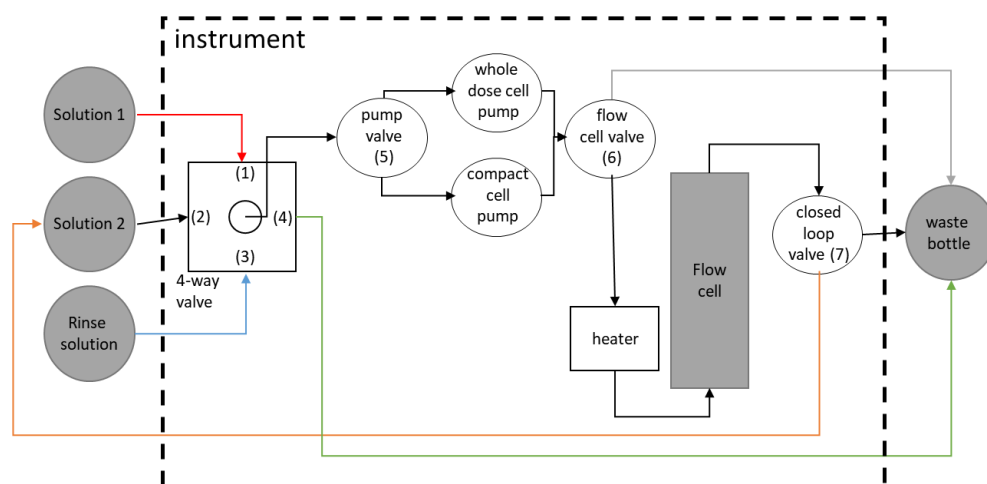 instrument
Solution 1
Solution 2
Rinse
solution
(1)
(2)
(4)
(3)
4-way
valve
pump
valve
(5)
whole
dose cell
pump
compact
cell
pump
flow
cell valve
(6)
heater
Flow
cell
closed
loop
valve (7)
waste
bottle